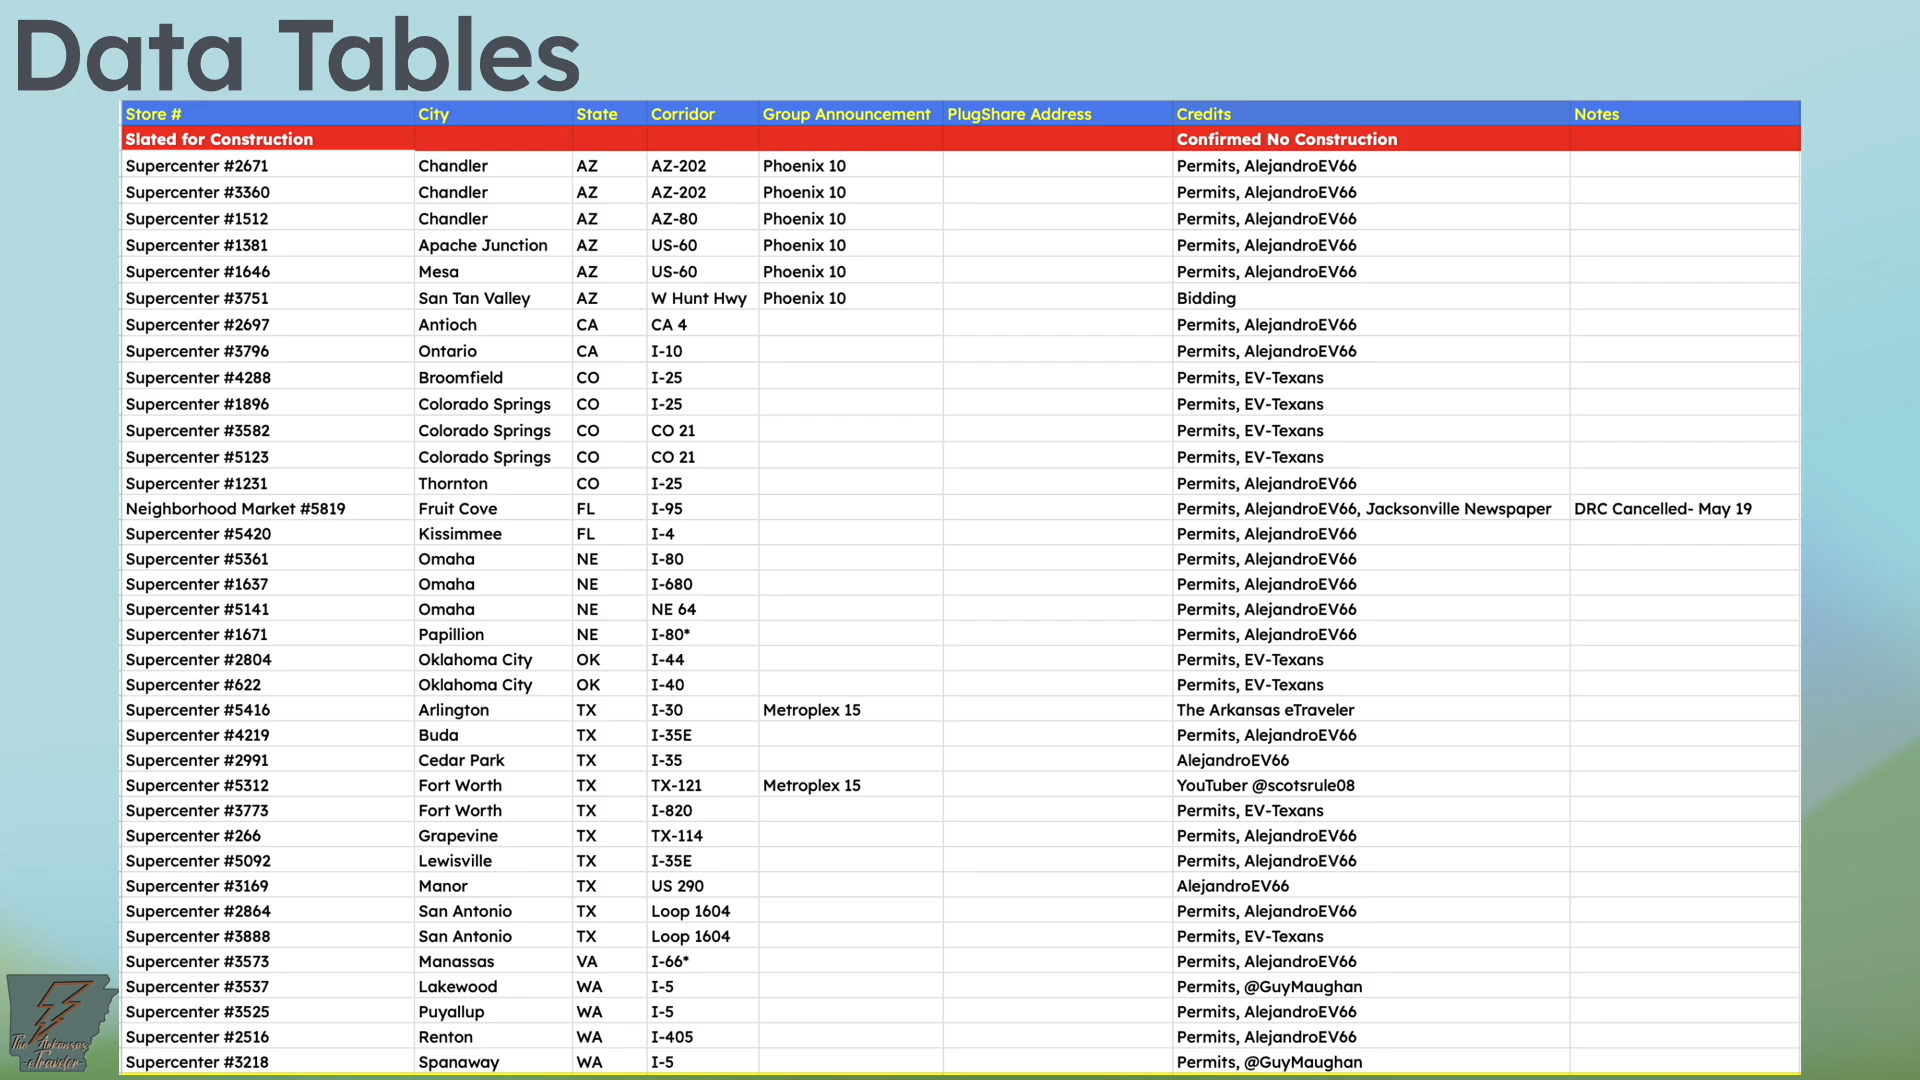 Data Tables
Store # City State Corridor Group Announcement PlugShare Address Credits Notes
Slated for Construction Confirmed No Construction
Supercenter #2671 Chandler AZ AZ-202 Phoenix 10 Permits, AlejandroEV66
Supercenter #3360 Chandler AZ AZ-202 Phoenix 10 Permits, AlejandroEV66
Supercenter #1512 Chandler AZ AZ-80 Phoenix 10 Permits, AlejandroEV66
Supercenter #1381 Apache Junction AZ US-60 Phoenix 10 Permits, AlejandroEV66
Supercenter #1646 Mesa AZ US-60 Phoenix 10 Permits, AlejandroEV66
Supercenter #3751 San Tan Valley AZ W Hunt Hwy Phoenix 10 Bidding
Supercenter #2697 Antioch CA CA 4 Permits, AlejandroEV66
Supercenter #3796 Ontario CA I-10 Permits, AlejandroEV66
Supercenter #4288 Broomfield CO I-25 Permits, EV-Texans
Supercenter #1896 Colorado Springs CO I-25 Permits, EV-Texans
Supercenter #3582 Colorado Springs CO CO 21 Permits, EV-Texans
Supercenter #5123 Colorado Springs CO CO 21 Permits, EV-Texans
Supercenter #1231 Thornton CO I-25 Permits, AlejandroEV66
Neighborhood Market #5819 Fruit Cove FL I-95 Permits, AlejandroEV66, Jacksonville Newspaper DRC Cancelled- May 19
Supercenter #5420 Kissimmee FL I-4 Permits, AlejandroEV66
Supercenter #5361 Omaha NE I-80 Permits, AlejandroEV66
Supercenter #1637 Omaha NE I-680 Permits, AlejandroEV66
Supercenter #5141 Omaha NE NE 64 Permits, AlejandroEV66
Supercenter #1671 Papillion NE I-80* Permits, AlejandroEV66
Supercenter #2804 Oklahoma City OK I-44 Permits, EV-Texans
Supercenter #622 Oklahoma City OK I-40 Permits, EV-Texans
Supercenter #5416 Arlington TX I-30 Metroplex 15 The Arkansas eTraveler
Supercenter #4219 Buda TX I-35E Permits, AlejandroEV66
Supercenter #2991 Cedar Park TX I-35 AlejandroEV66
Supercenter #5312 Fort Worth TX TX-121 Metroplex 15 YouTuber @scotsrule08
Supercenter #3773 Fort Worth TX I-820 Permits, EV-Texans
Supercenter #266 Grapevine TX TX-114 Permits, AlejandroEV66
Supercenter #5092 Lewisville TX I-35E Permits, AlejandroEV66
Supercenter #3169 Manor TX US 290 AlejandroEV66
Supercenter #2864 San Antonio TX Loop 1604 Permits, AlejandroEV66
Supercenter #3888 San Antonio TX Loop 1604 Permits, EV-Texans
Supercenter #3573 Manassas VA I-66* Permits, AlejandroEV66
Supercenter #3537 Lakewood WA I-5 Permits, @GuyMaughan
Supercenter #3525 Puyallup WA I-5 Permits, AlejandroEV66
Supercenter #2516 Renton WA I-405 Permits, AlejandroEV66
Supercenter #3218 Spanaway WA I-5 Permits, @GuyMaughan
The Arkansas
-eTraveler-